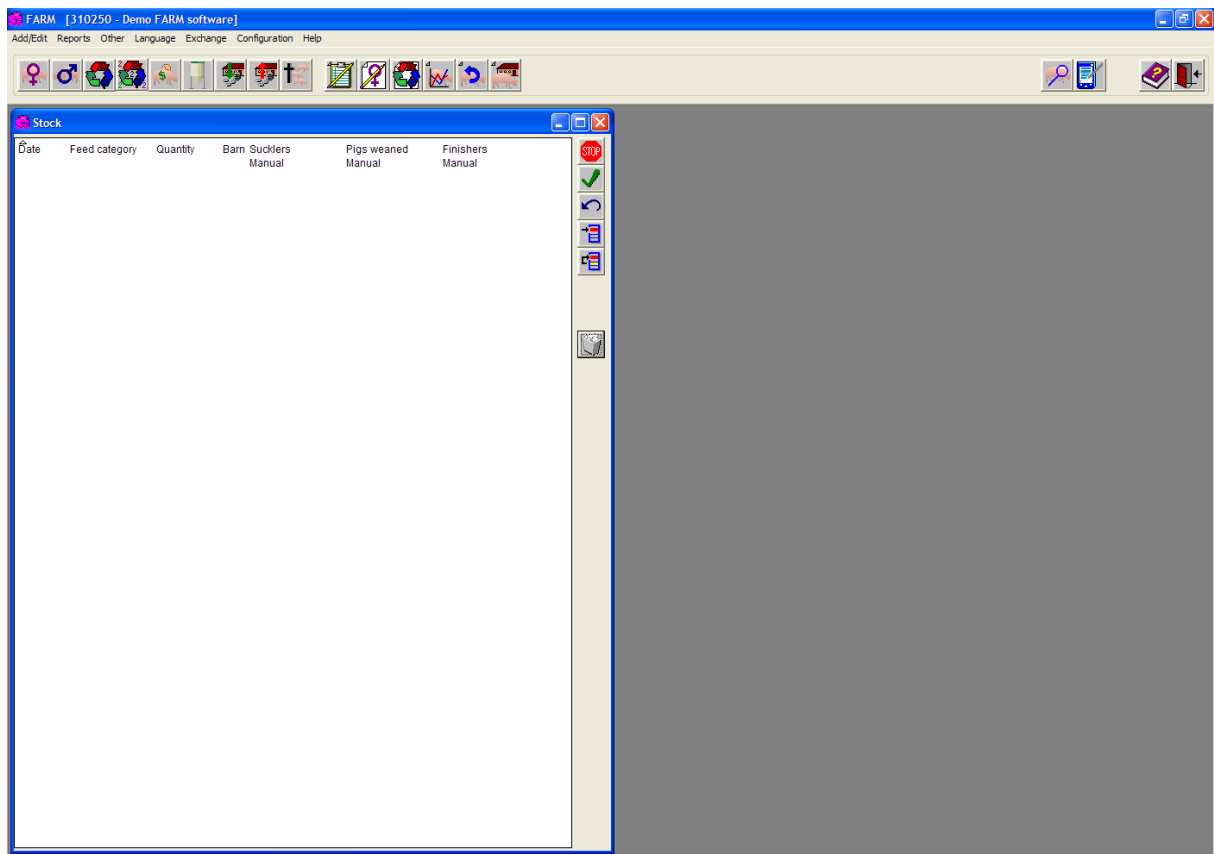 FARM [310250 - Demo FARM software]
Add/Edit Reports Other Language Exchange Configuration Help
Stock
Date Feed category Quantity Barn Sucklers Pigs weaned Finishers
Manual Manual Manual
STOP